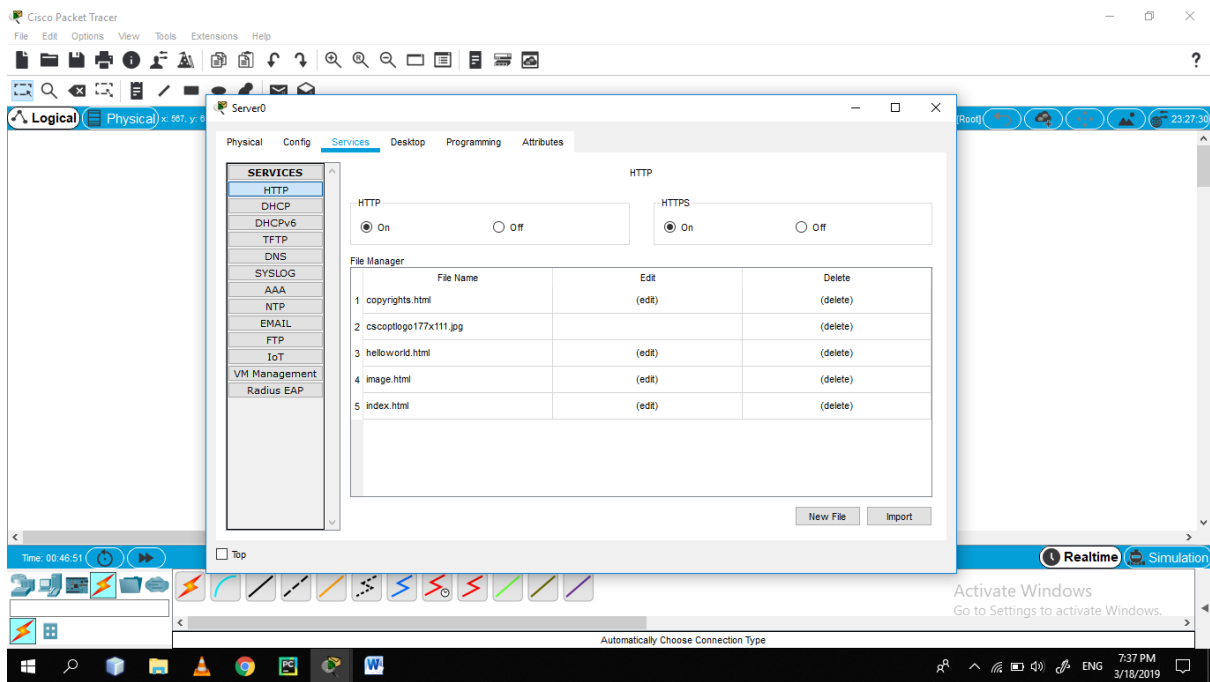 Cisco Packet Tracer
File Edit Options View Tools Extensions Help
?
Logical Physical x: 567, y: 6
[Root] 23:27:30
Server0
Physical Config Services Desktop Programming Attributes
SERVICES
HTTP
DHCP
DHCPv6
TFTP
DNS
SYSLOG
AAA
NTP
EMAIL
FTP
IoT
VM Management
Radius EAP
HTTP
HTTP
On Off
HTTPS
On Off
File Manager
File Name Edit Delete
1 copyrights.html (edit) (delete)
2 cscoptlogo177x111.jpg (delete)
3 helloworld.html (edit) (delete)
4 image.html (edit) (delete)
5 index.html (edit) (delete)
New File Import
Top
Time: 00:46:51
Realtime Simulation
Activate Windows
Go to Settings to activate Windows.
Automatically Choose Connection Type
PC
W
ENG
7:37 PM
3/18/2019